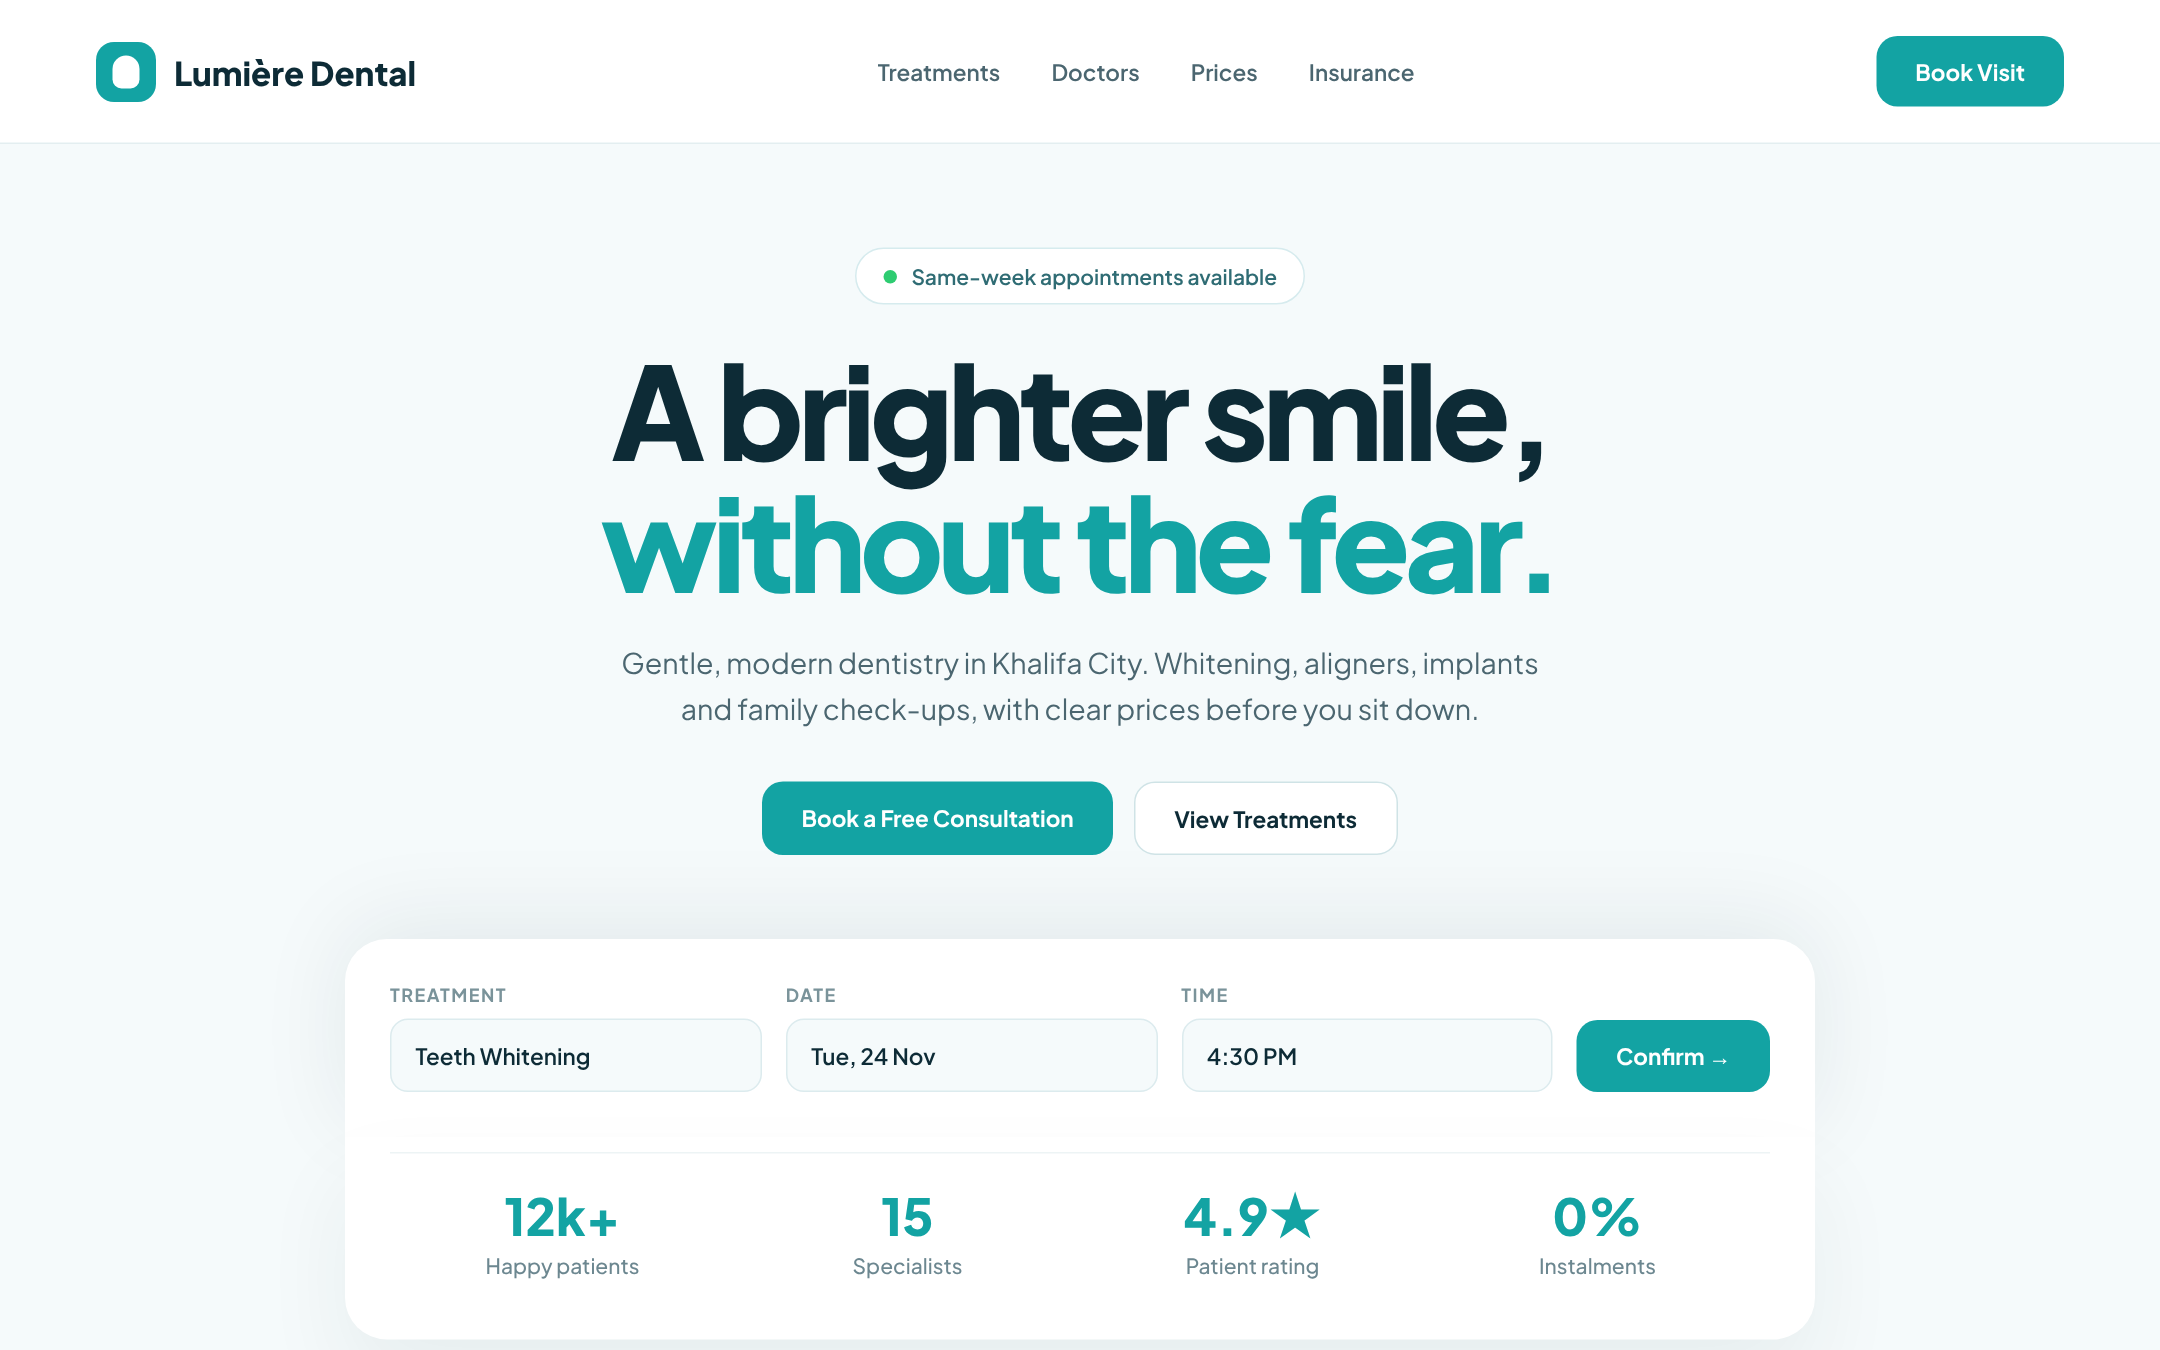 Lumière Dental
Treatments
Doctors
Prices
Insurance
Book Visit
Same-week appointments available
A brighter smile,
without the fear.
Gentle, modern dentistry in Khalifa City. Whitening, aligners, implants
and family check-ups, with clear prices before you sit down.
Book a Free Consultation
View Treatments
TREATMENT
Teeth Whitening
DATE
Tue, 24 Nov
TIME
4:30 PM
Confirm →
12k+
Happy patients
15
Specialists
4.9★
Patient rating
0%
Instalments